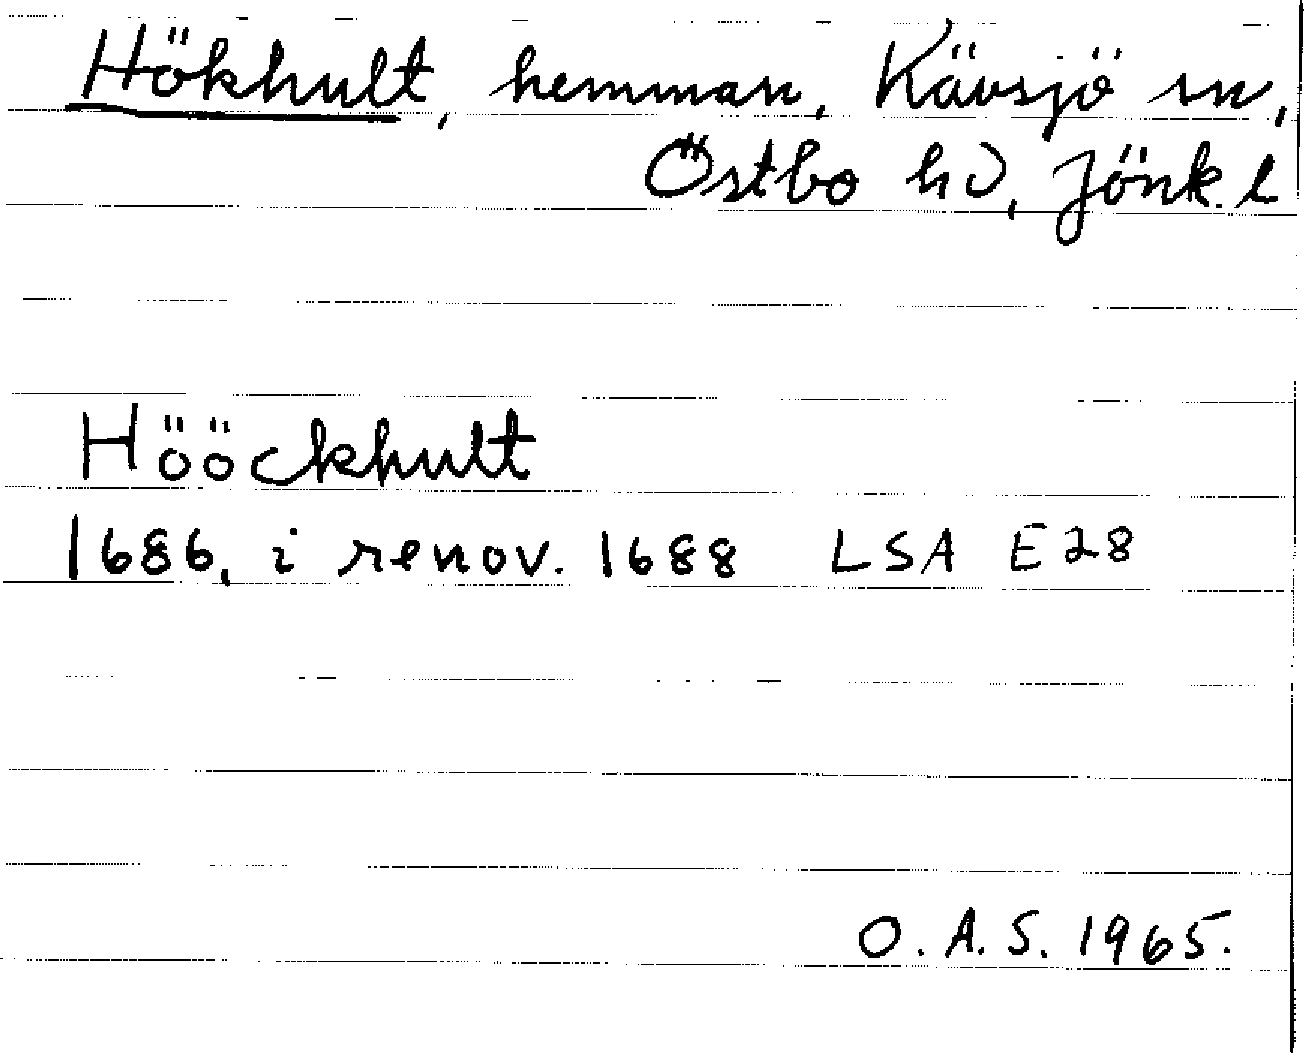 Hökhult, hemman, Kävsjö sn,
Östbo hd, Jönk. l
Hööckhult
1686, i renov. 1688 LSA E28
O. A. S. 1965.